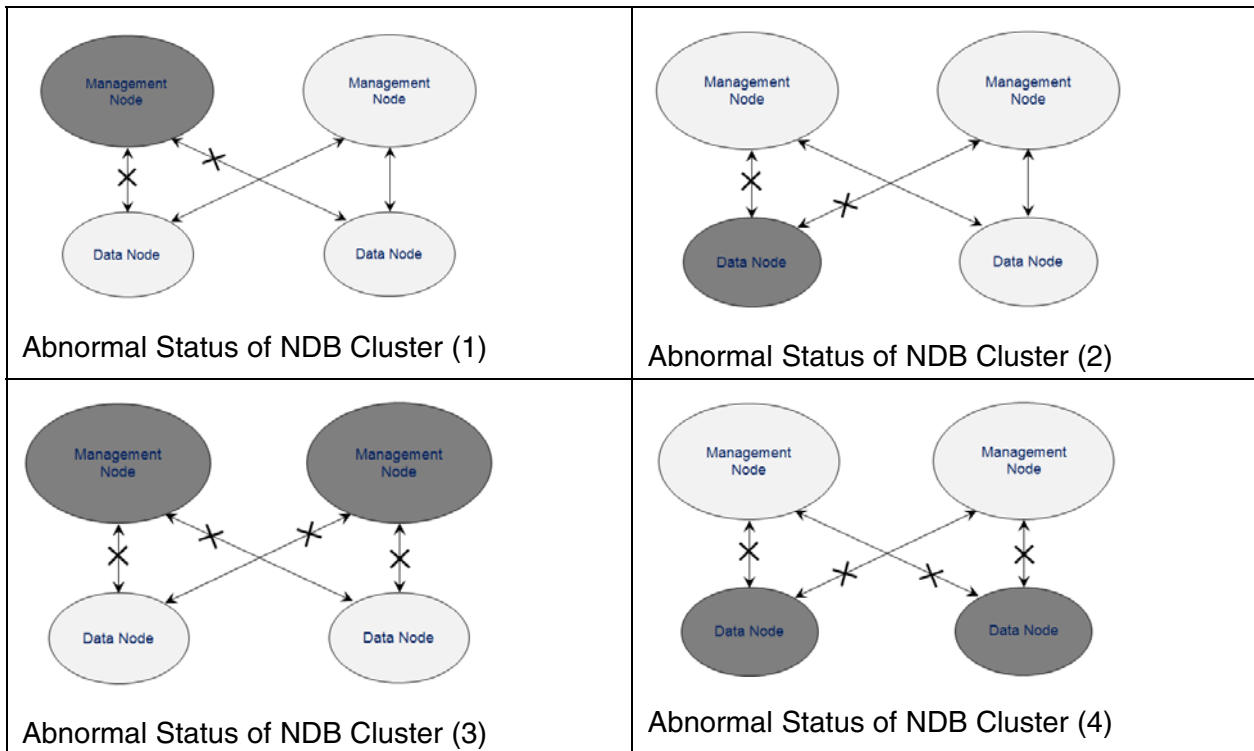 Management
Node
Management
Node
Data Node
Data Node
Abnormal Status of NDB Cluster (1)
Management
Node
Management
Node
Data Node
Data Node
Abnormal Status of NDB Cluster (2)
Management
Node
Management
Node
Data Node
Data Node
Abnormal Status of NDB Cluster (3)
Management
Node
Management
Node
Data Node
Data Node
Abnormal Status of NDB Cluster (4)